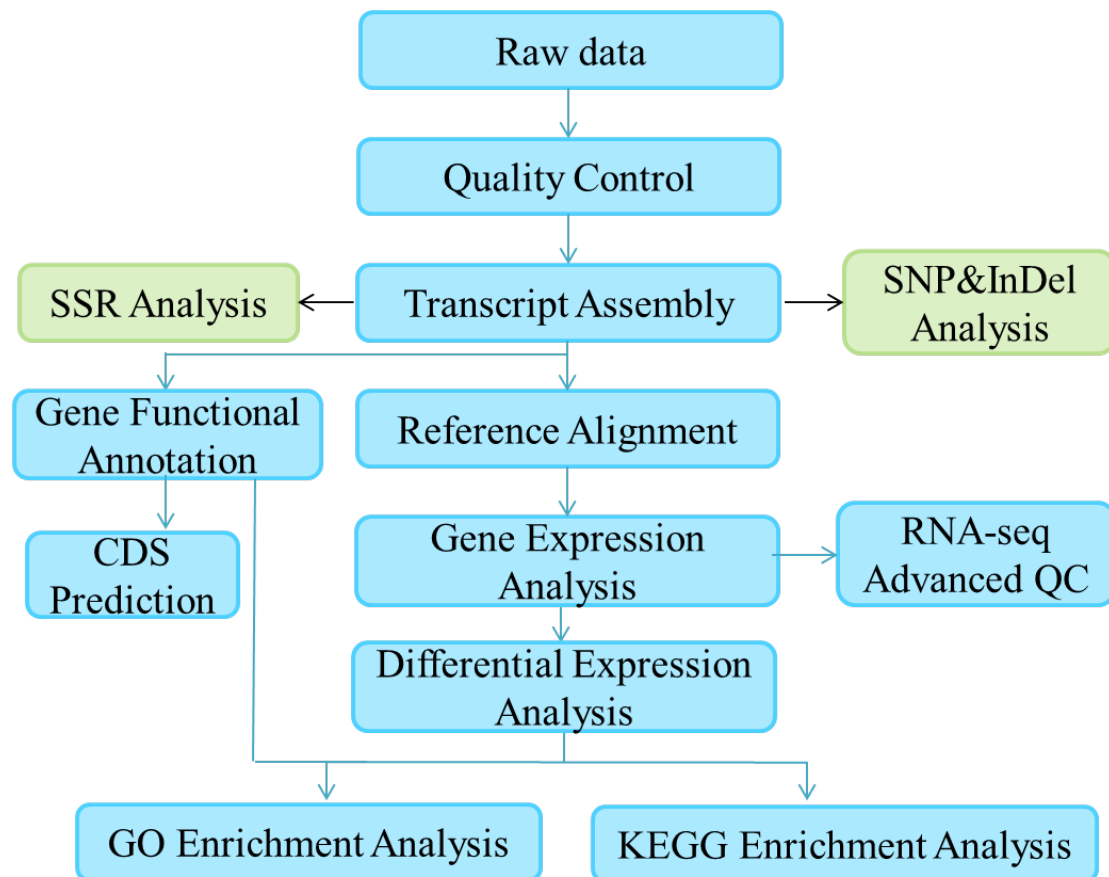 Raw data
Quality Control
SSR Analysis
Transcript Assembly
SNP&InDel
Analysis
Gene Functional
Annotation
Reference Alignment
CDS
Prediction
Gene Expression
Analysis
RNA-seq
Advanced QC
Differential Expression
Analysis
GO Enrichment Analysis
KEGG Enrichment Analysis